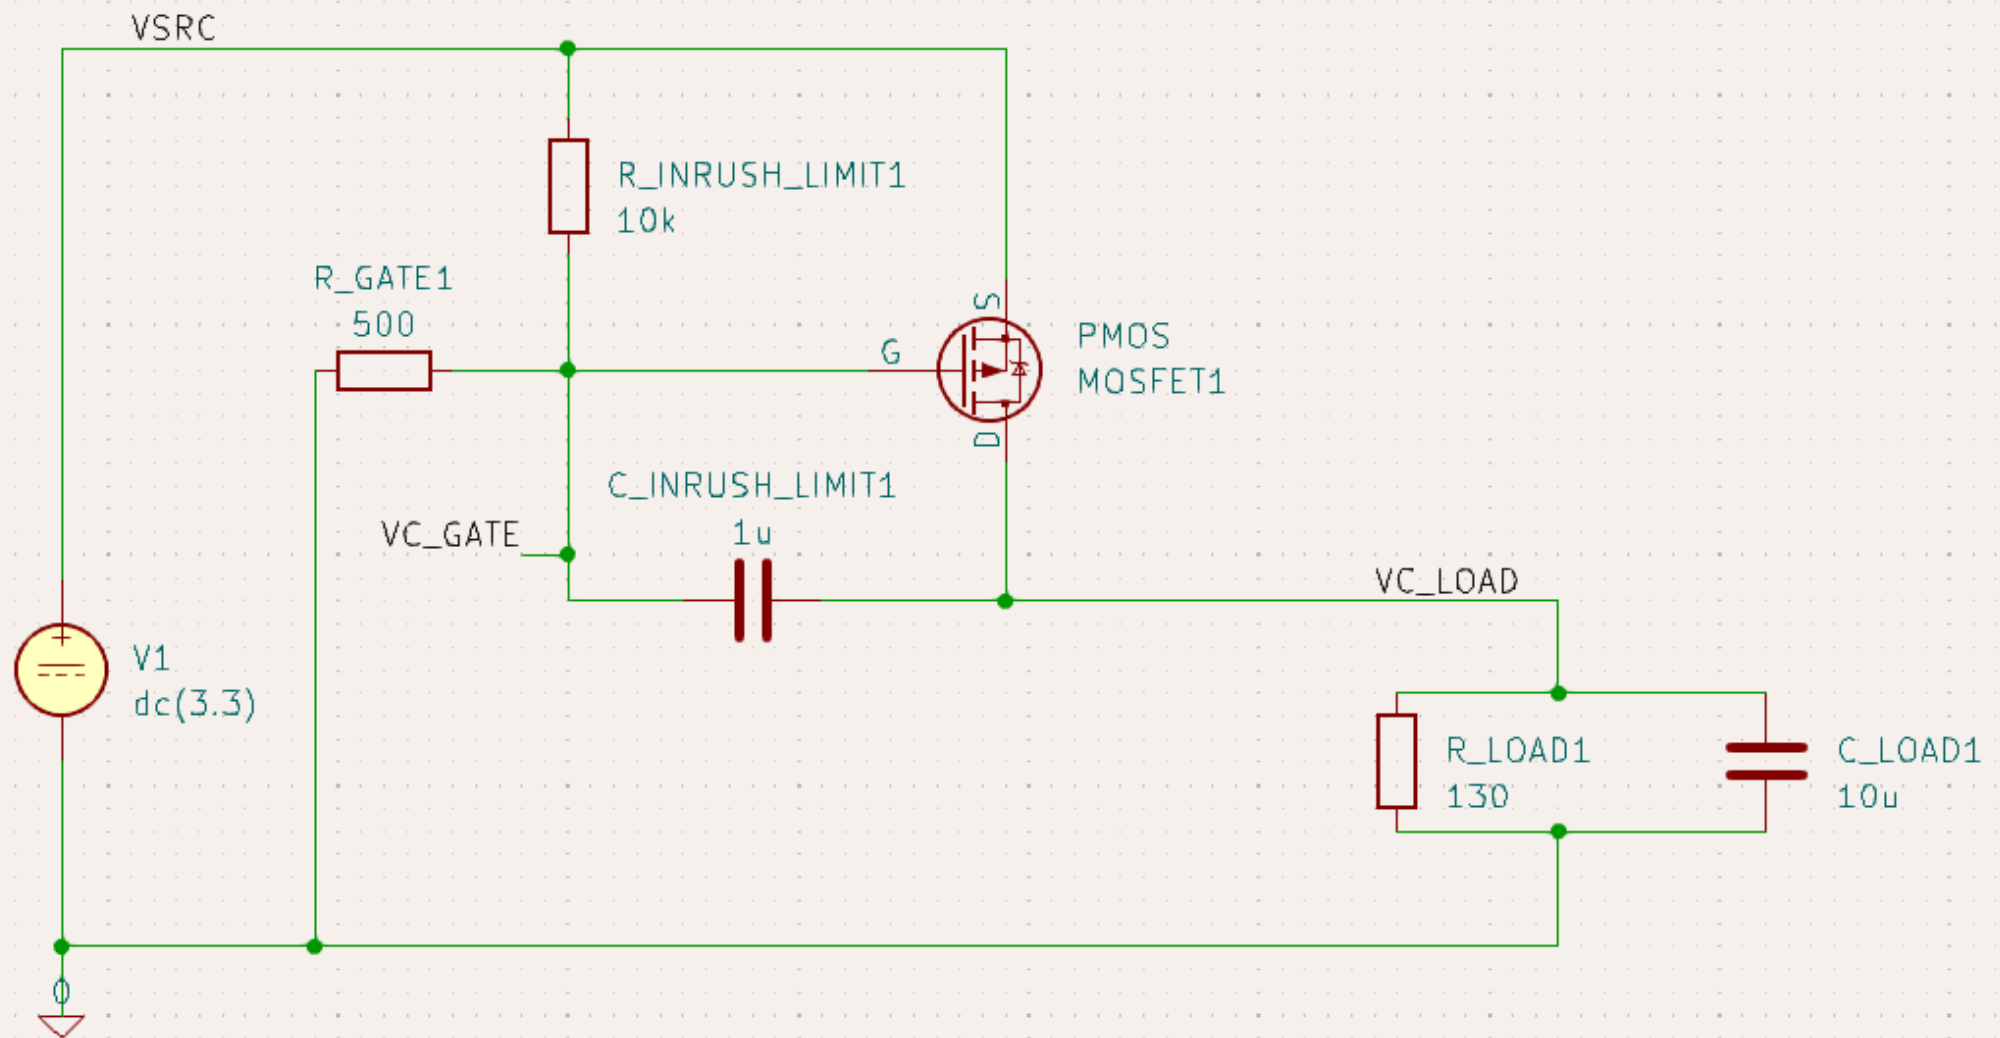 VSRC
R_INRUSH_LIMIT1
10k
R_GATE1
500
S
G
PMOS
MOSFET1
D
C_INRUSH_LIMIT1
1u
VC_GATE
VC_LOAD
+
V1
dc(3.3)
R_LOAD1
130
C_LOAD1
10u
0